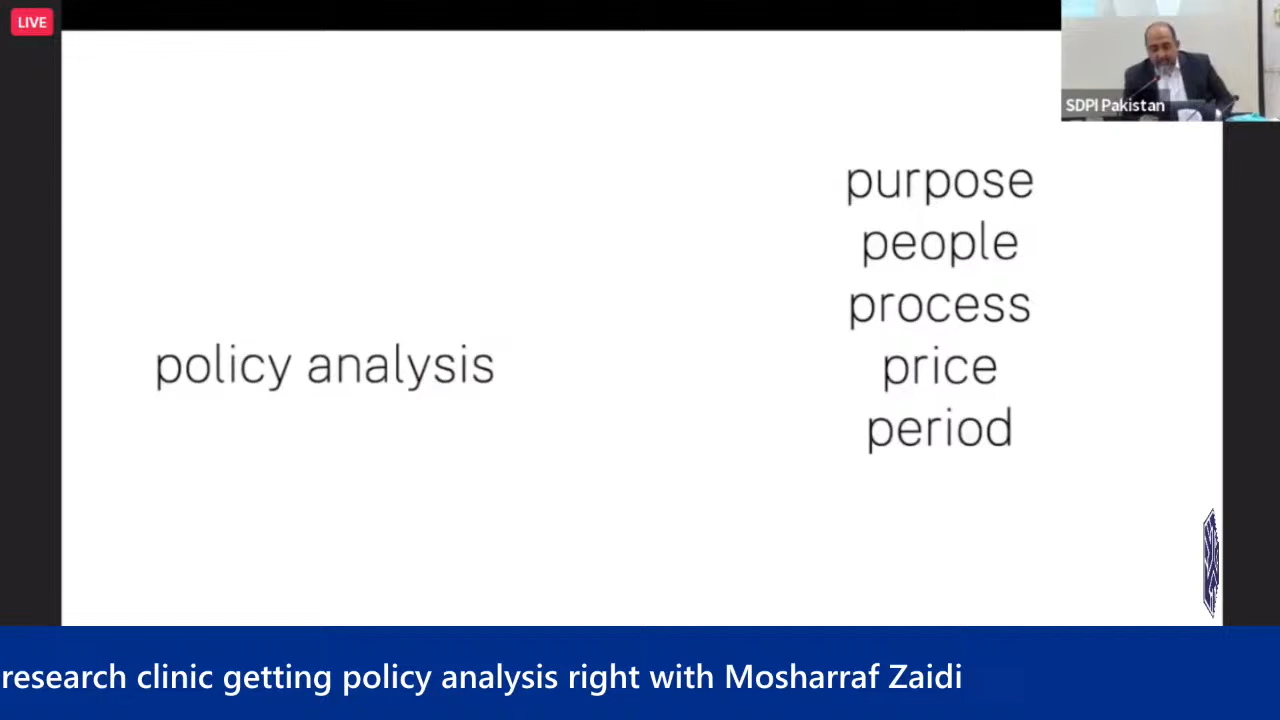 LIVE
SDPI Pakistan
purpose
people
process
policy analysis
price
period
research clinic getting policy analysis right with Mosharraf Zaidi